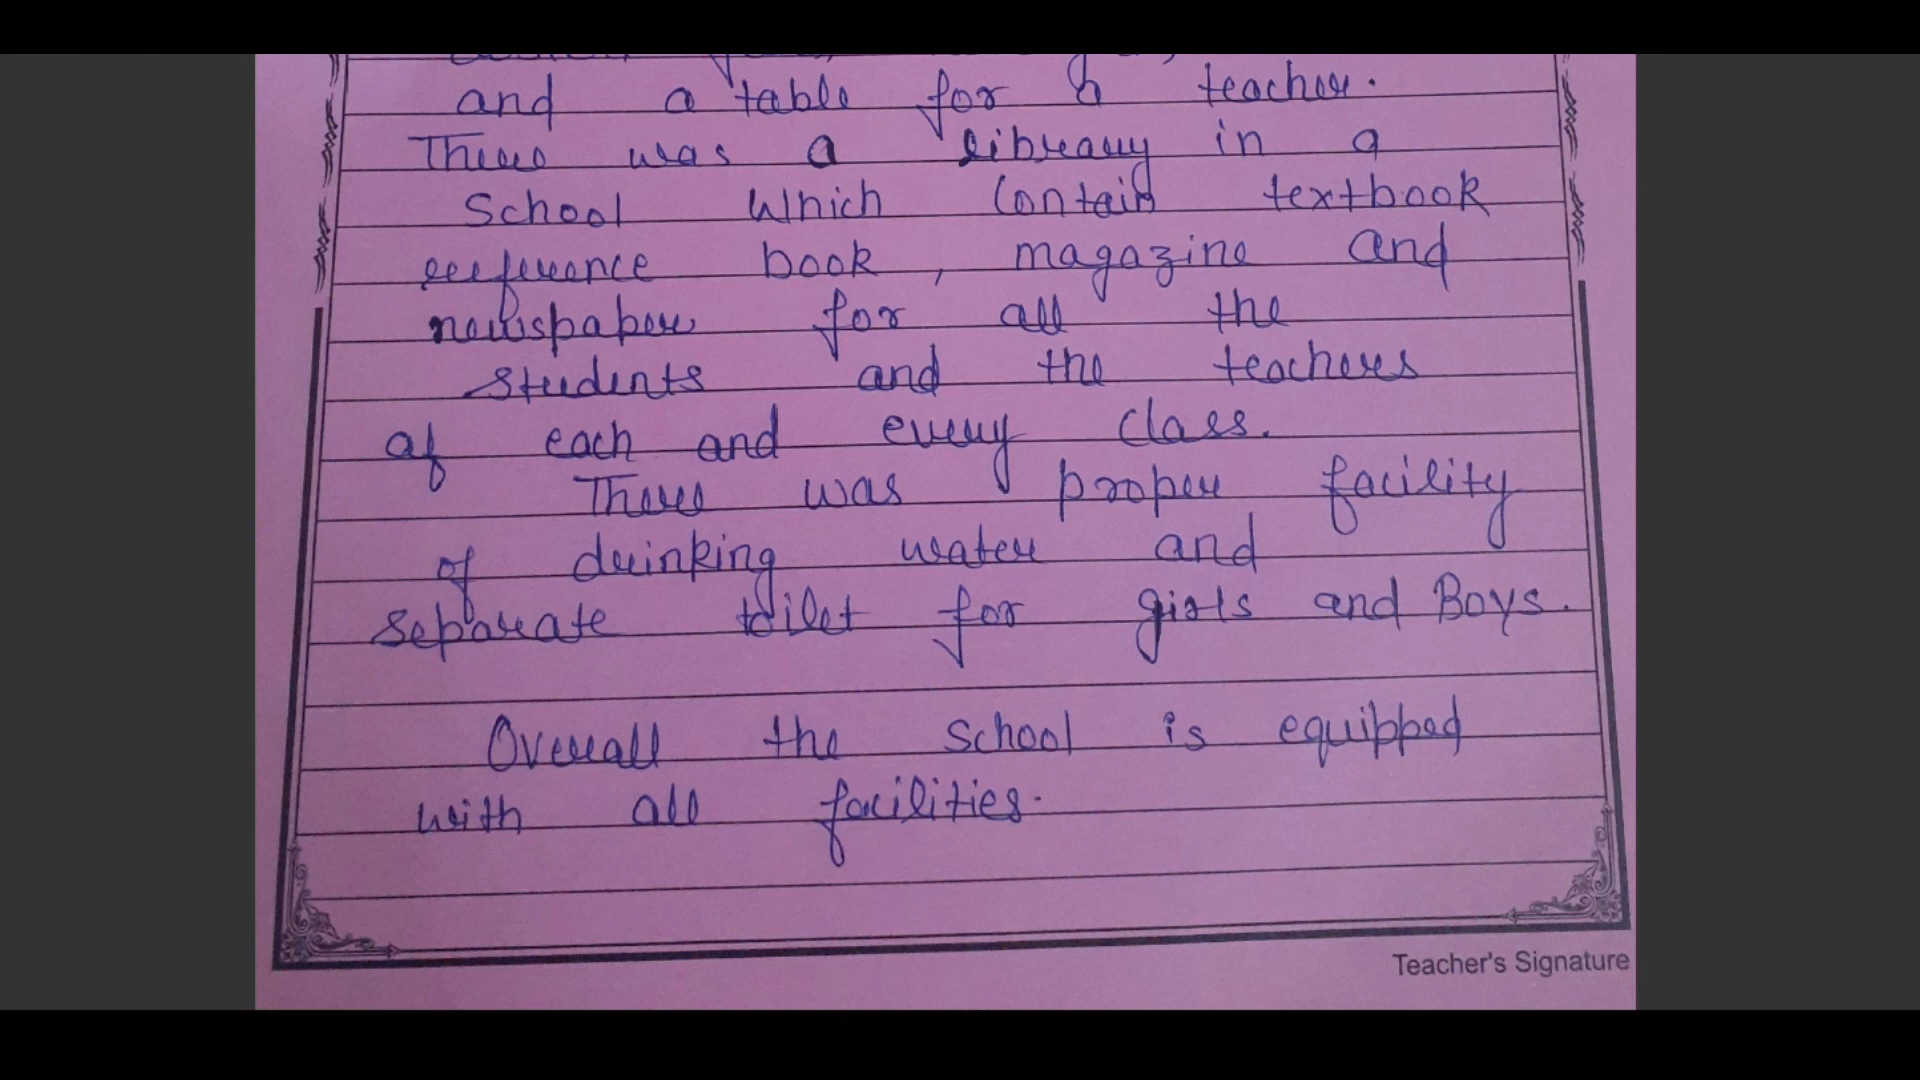 and a table for a teacher.
There was a library in a
School Which Contain textbook
reference book, magazine and
newspaper for all the
students and the teachers
of each and every class.
There was proper facility
of drinking water and
separate toilet for girls and Boys.
Overall the school is equipped
with all facilities.
Teacher's Signature